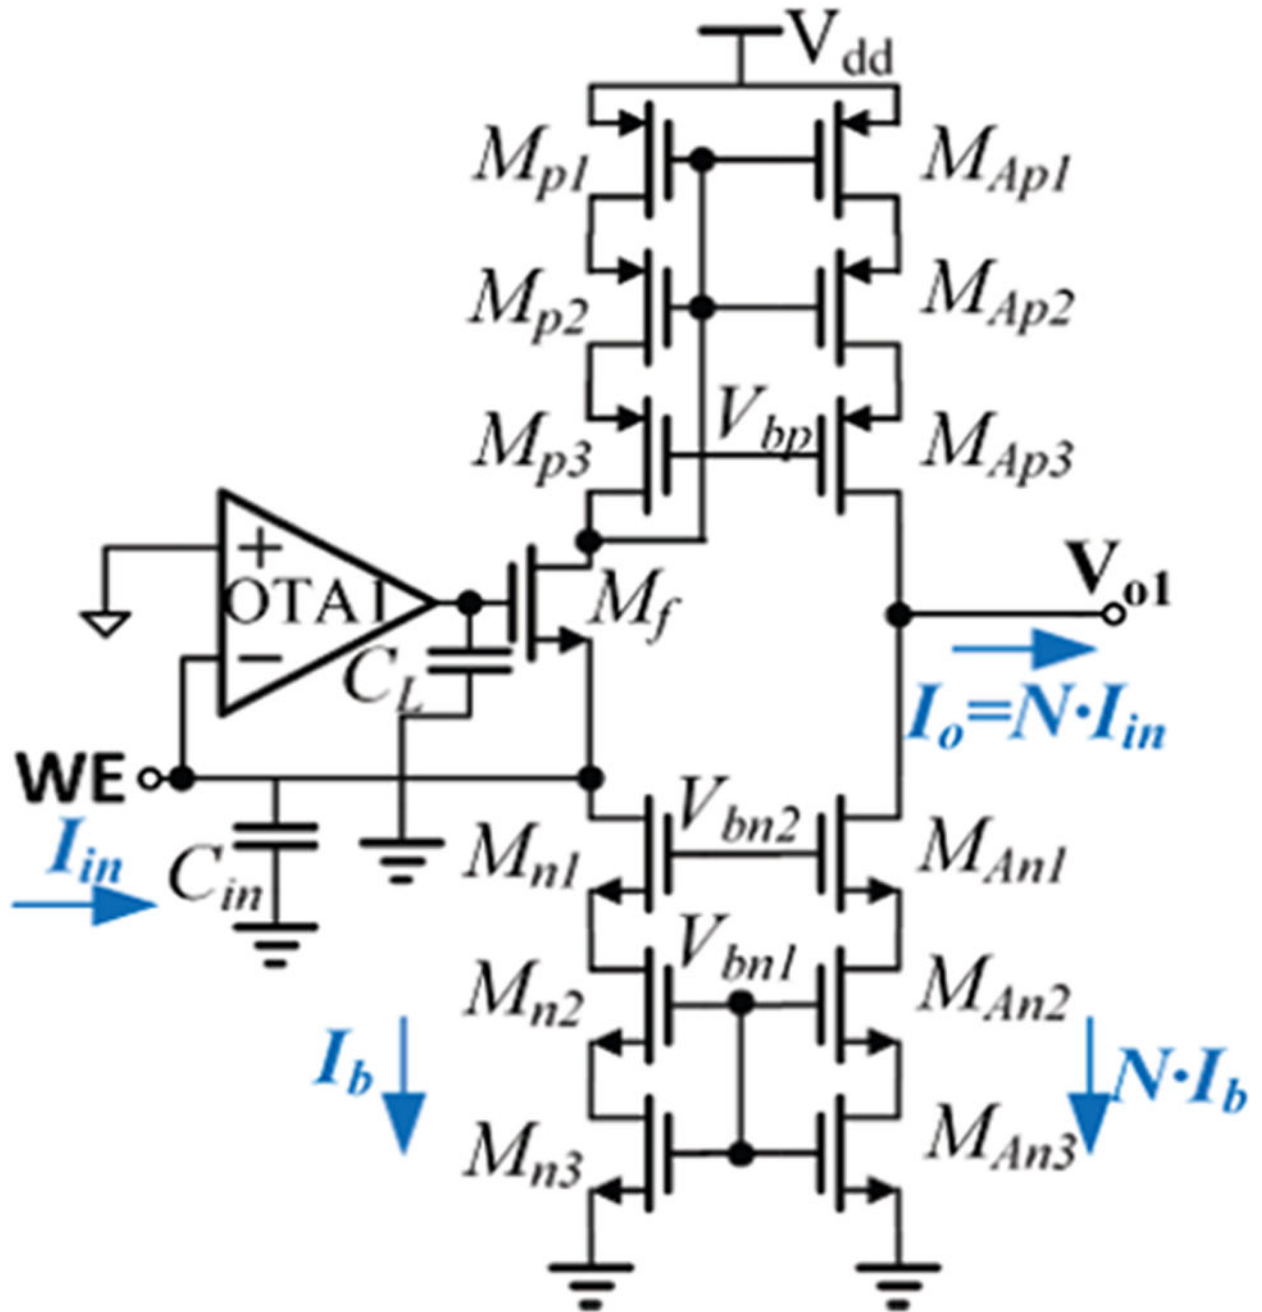 Vdd
Mp1
MAp1
Mp2
MAp2
Mp3
Vbp
MAp3
+
OTA1
−
Mf
CL
Vo1
Io=N·Iin
WE
Iin
Cin
Vbn2
Mn1
MAn1
Vbn1
Mn2
MAn2
Ib
N·Ib
Mn3
MAn3